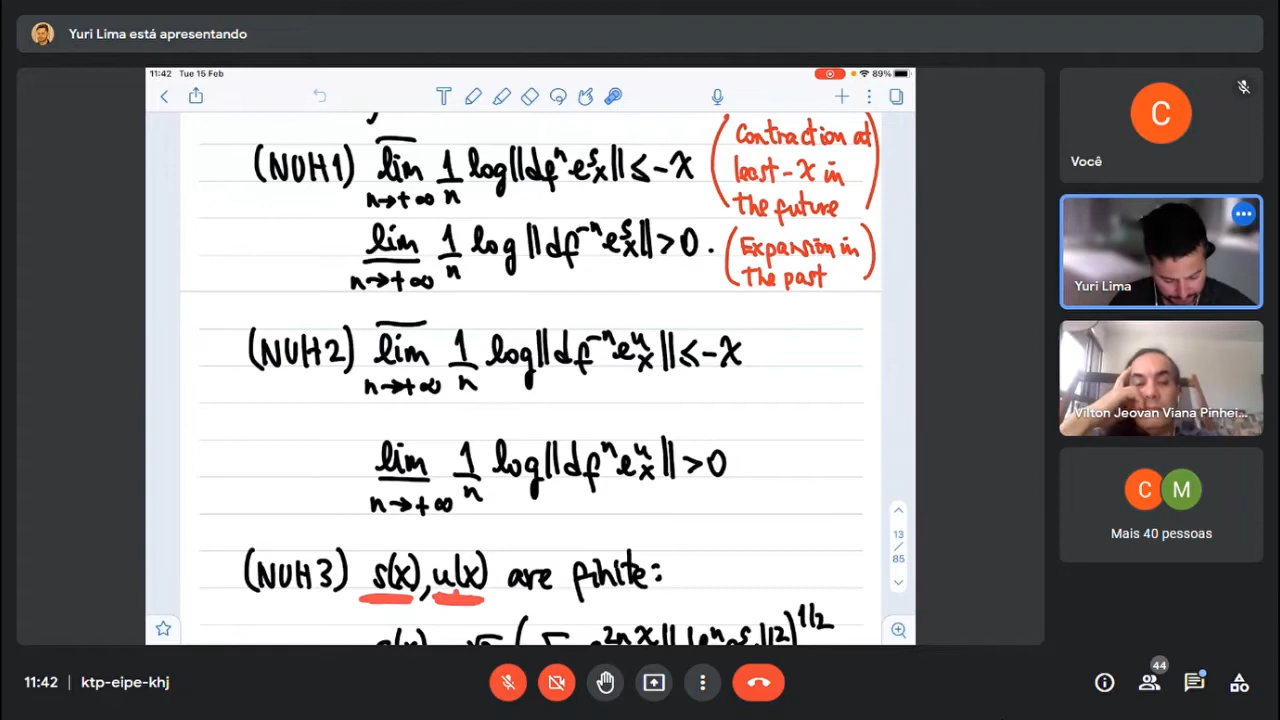 Yuri Lima está apresentando
11:42 Tue 15 Feb
89%
(NUH1) lim n→+∞ 1/n log||df^n e^s_x|| ≤ -χ
(Contraction at
least -χ in
the future)
lim n→+∞ 1/n log||df^-n e^s_x|| > 0.
(Expansion in
the past)
(NUH2) lim n→+∞ 1/n log||df^-n e^u_x|| ≤ -χ
lim n→+∞ 1/n log||df^n e^u_x|| > 0
(NUH3) s(x), u(x) are finite:
13
/
85
C
Você
Yuri Lima
Vilton Jeovan Viana Pinhei...
C M
Mais 40 pessoas
11:42 | ktp-eipe-khj
44